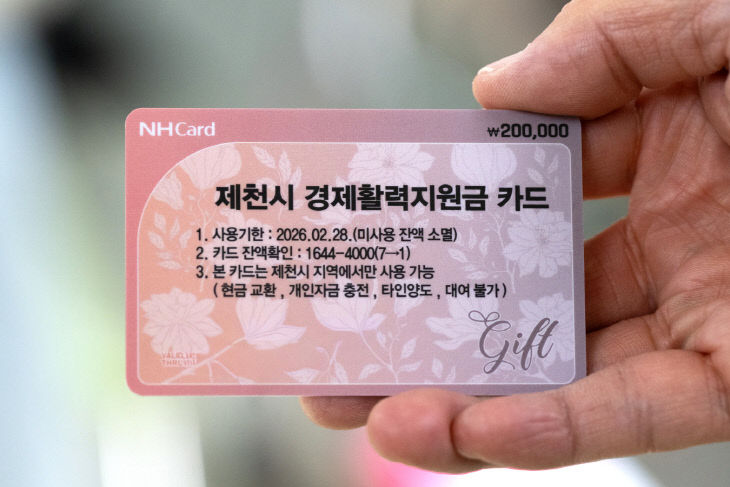 NH Card
₩200,000
제천시 경제활력지원금 카드
1. 사용기한 : 2026.02.28.(미사용 잔액 소멸)
2. 카드 잔액확인 : 1644-4000(7→1)
3. 본 카드는 제천시 지역에서만 사용 가능
( 현금 교환 , 개인자금 충전 , 타인양도 , 대여 불가 )
Gift
VALID
THRU